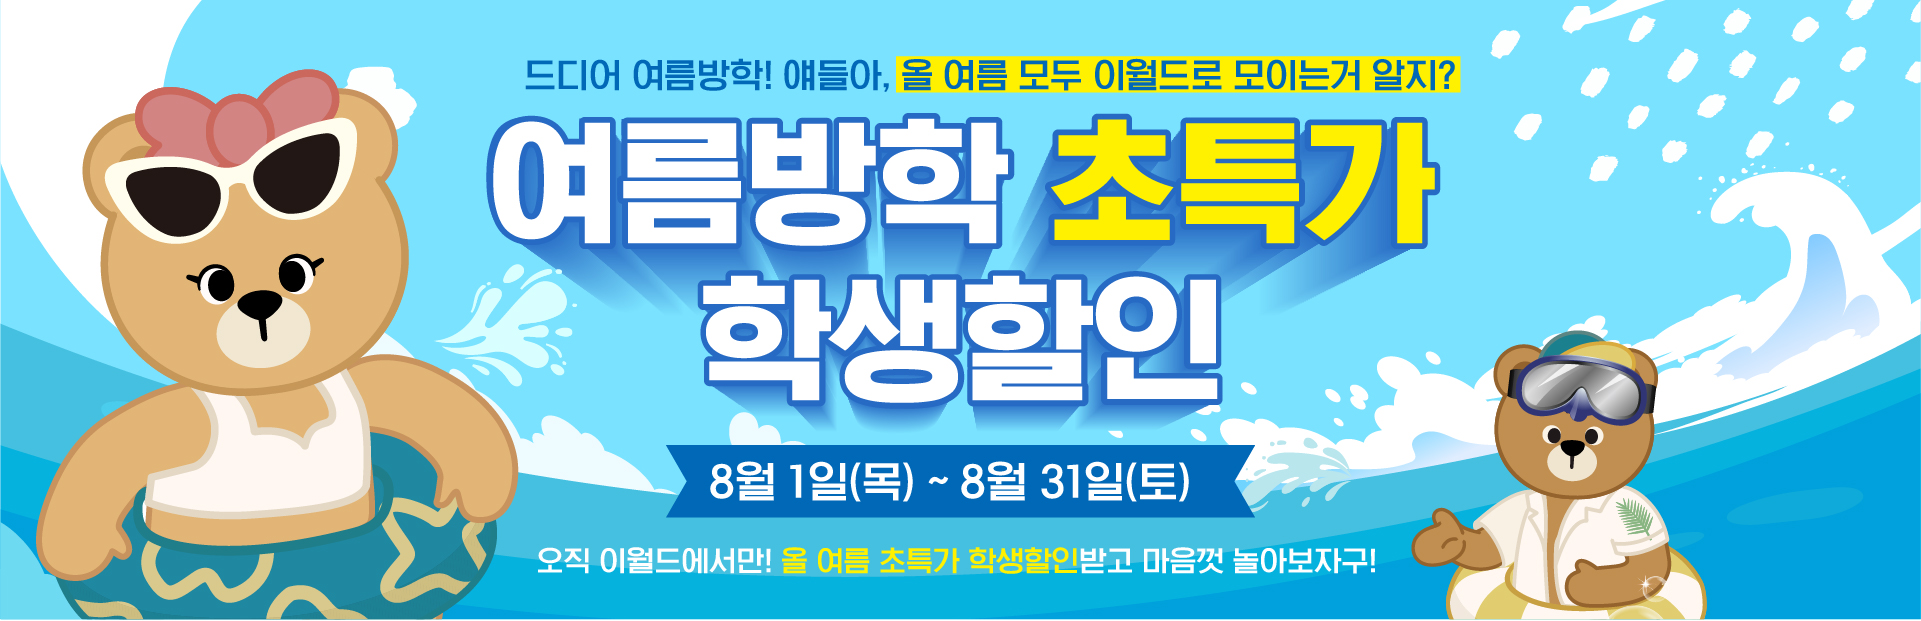 드디어 여름방학! 얘들아, 올 여름 모두 이월드로 모이는거 알지?
여름방학 초특가
학생할인
8월 1일(목) ~ 8월 31일(토)
오직 이월드에서만! 올 여름 초특가 학생할인받고 마음껏 놀아보자구!